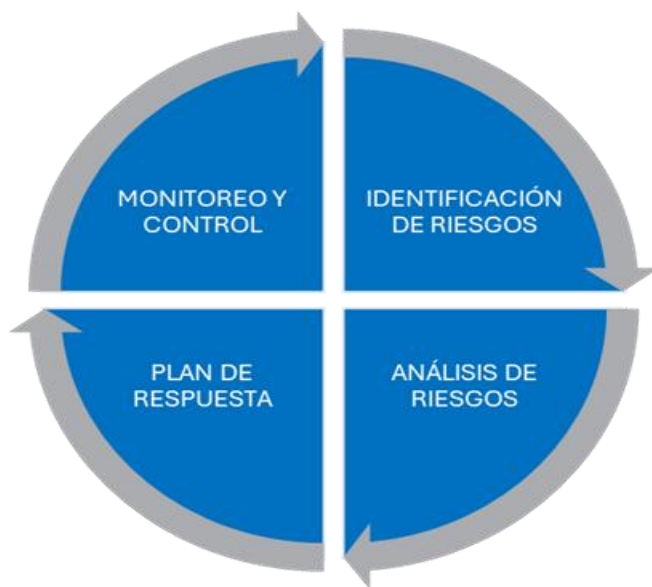 MONITOREO Y
CONTROL
IDENTIFICACIÓN
DE RIESGOS
PLAN DE
RESPUESTA
ANÁLISIS DE
RIESGOS